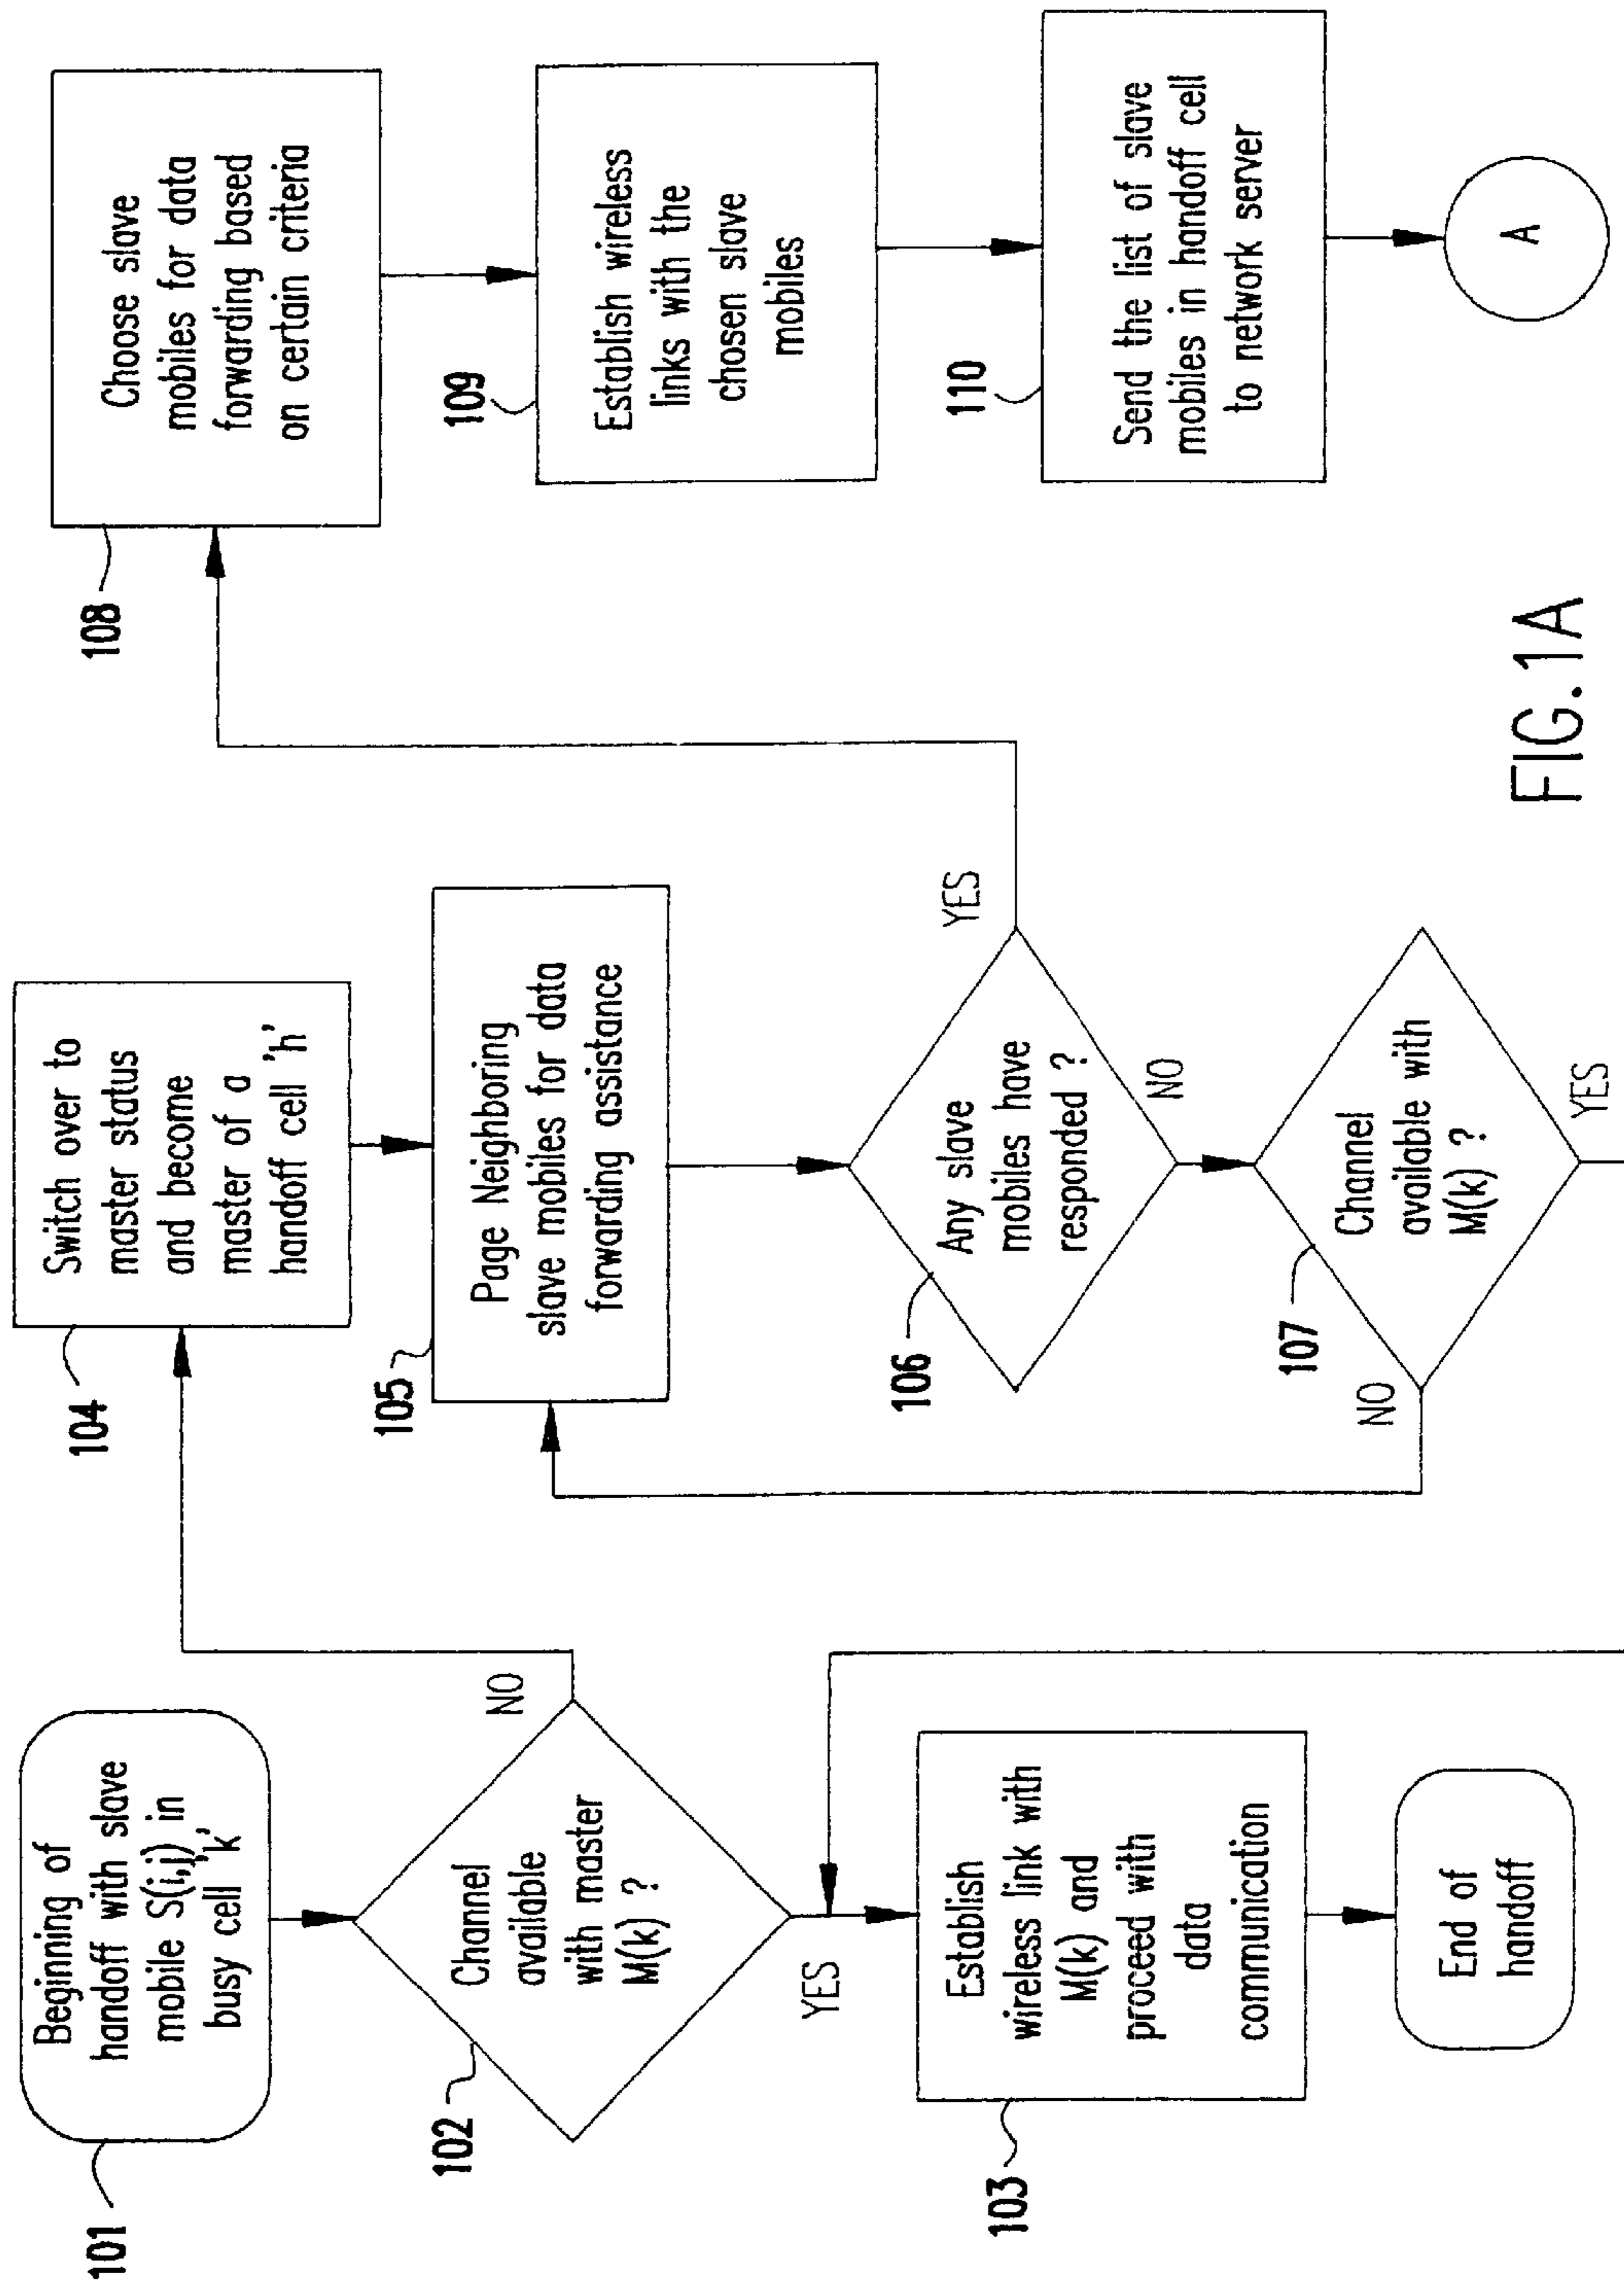 101
Beginning of
handoff with slave
mobile S(i,j) in
busy cell 'k'
102
Channel
available
with master
M(k) ?
NO
YES
103
Establish
wireless link with
M(k) and
proceed with
data
communication
End of
handoff
104
Switch over to
master status
and become
master of a
handoff cell 'h'
105
Page Neighboring
slave mobiles for data
forwarding assistance
106
Any slave
mobiles have
responded ?
YES
NO
107
Channel
available with
M(k) ?
NO
YES
108
Choose slave
mobiles for data
forwarding based
on certain criteria
109
Establish wireless
links with the
chosen slave
mobiles
110
Send the list of slave
mobiles in handoff cell
to network server
A
FIG.1A